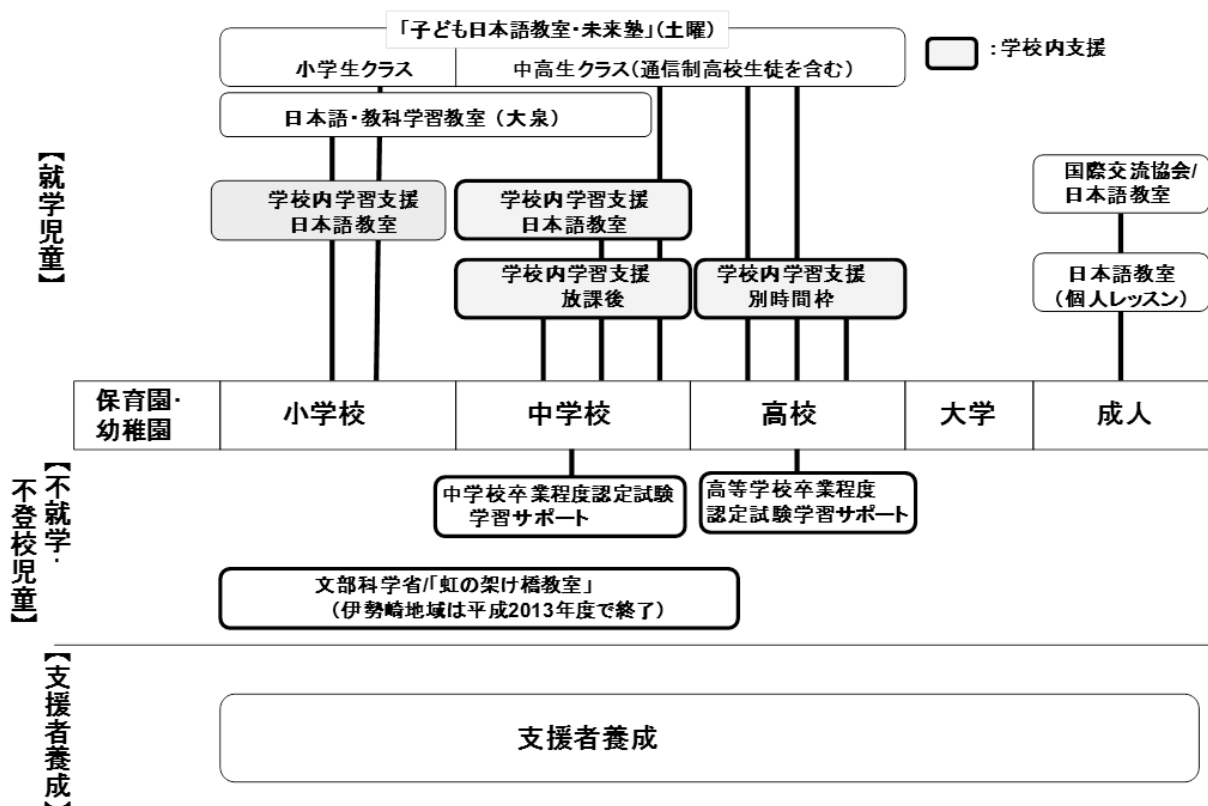 「子ども日本語教室・未来塾」(土曜)
小学生クラス
中高生クラス(通信制高校生徒を含む)
:学校内支援
日本語・教科学習教室（大泉）
【就学児童】
学校内学習支援
日本語教室
学校内学習支援
日本語教室
国際交流協会/
日本語教室
学校内学習支援
放課後
学校内学習支援
別時間枠
日本語教室
（個人レッスン）
保育園・
幼稚園
小学校
中学校
高校
大学
成人
【不就学・
不登校児童】
中学校卒業程度認定試験
学習サポート
高等学校卒業程度
認定試験学習サポート
文部科学省/「虹の架け橋教室」
（伊勢崎地域は平成2013年度で終了）
【支援者養成】
支援者養成